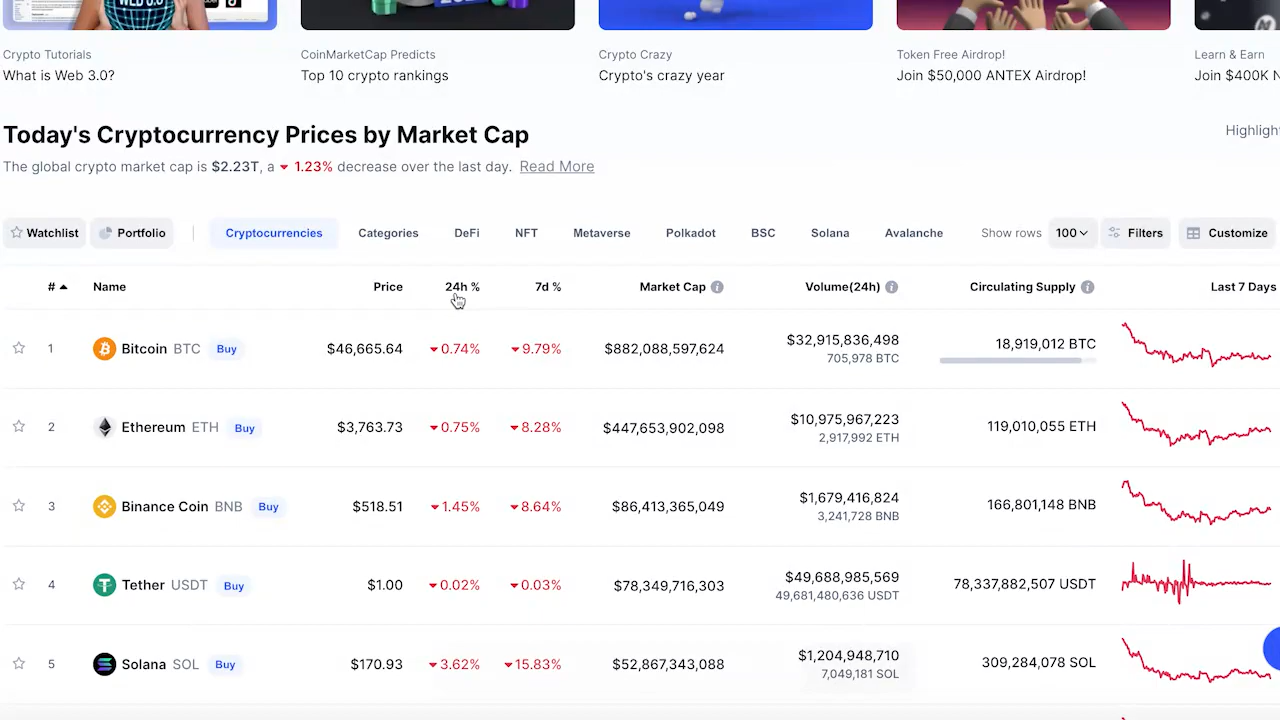 WEB 3.0
Crypto Tutorials
What is Web 3.0?
CoinMarketCap Predicts
Top 10 crypto rankings
Crypto Crazy
Crypto's crazy year
Token Free Airdrop!
Join $50,000 ANTEX Airdrop!
Learn & Earn
Join $400K N
Today's Cryptocurrency Prices by Market Cap
Highlight
The global crypto market cap is $2.23T, a 1.23% decrease over the last day. Read More
Watchlist Portfolio Cryptocurrencies Categories DeFi NFT Metaverse Polkadot BSC Solana Avalanche Show rows 100 Filters Customize
# Name Price 24h % 7d % Market Cap Volume(24h) Circulating Supply Last 7 Days
1 Bitcoin BTC Buy $46,665.64 0.74% 9.79% $882,088,597,624 $32,915,836,498 18,919,012 BTC
705,978 BTC
2 Ethereum ETH Buy $3,763.73 0.75% 8.28% $447,653,902,098 $10,975,967,223 119,010,055 ETH
2,917,992 ETH
3 Binance Coin BNB Buy $518.51 1.45% 8.64% $86,413,365,049 $1,679,416,824 166,801,148 BNB
3,241,728 BNB
4 Tether USDT Buy $1.00 0.02% 0.03% $78,349,716,303 $49,688,985,569 78,337,882,507 USDT
49,681,480,636 USDT
5 Solana SOL Buy $170.93 3.62% 15.83% $52,867,343,088 $1,204,948,710 309,284,078 SOL
7,049,181 SOL